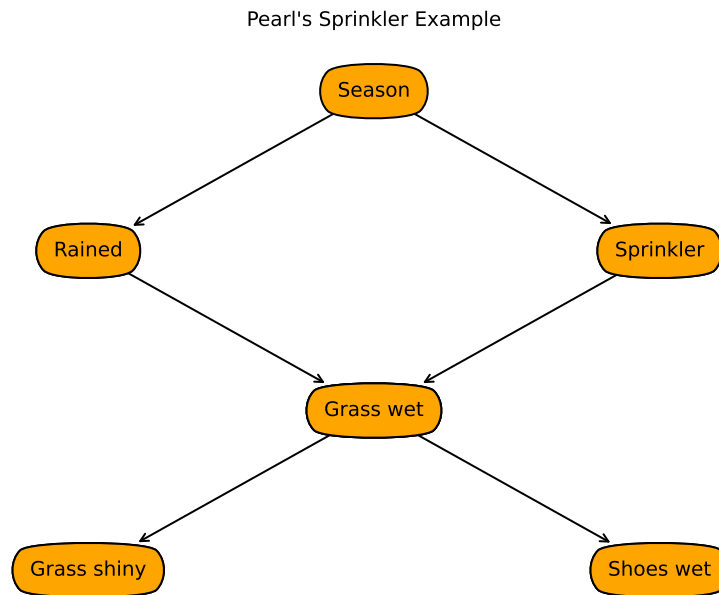 Pearl's Sprinkler Example
Season
Rained
Sprinkler
Grass wet
Grass shiny
Shoes wet